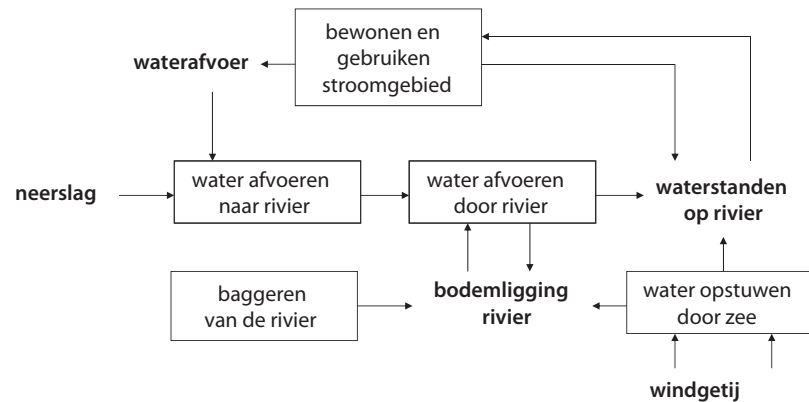 bewonen en
gebruiken
stroomgebied
waterafvoer
neerslag
water afvoeren
naar rivier
water afvoeren
door rivier
waterstanden
op rivier
baggeren
van de rivier
bodemligging
rivier
water opstuwen
door zee
windgetij